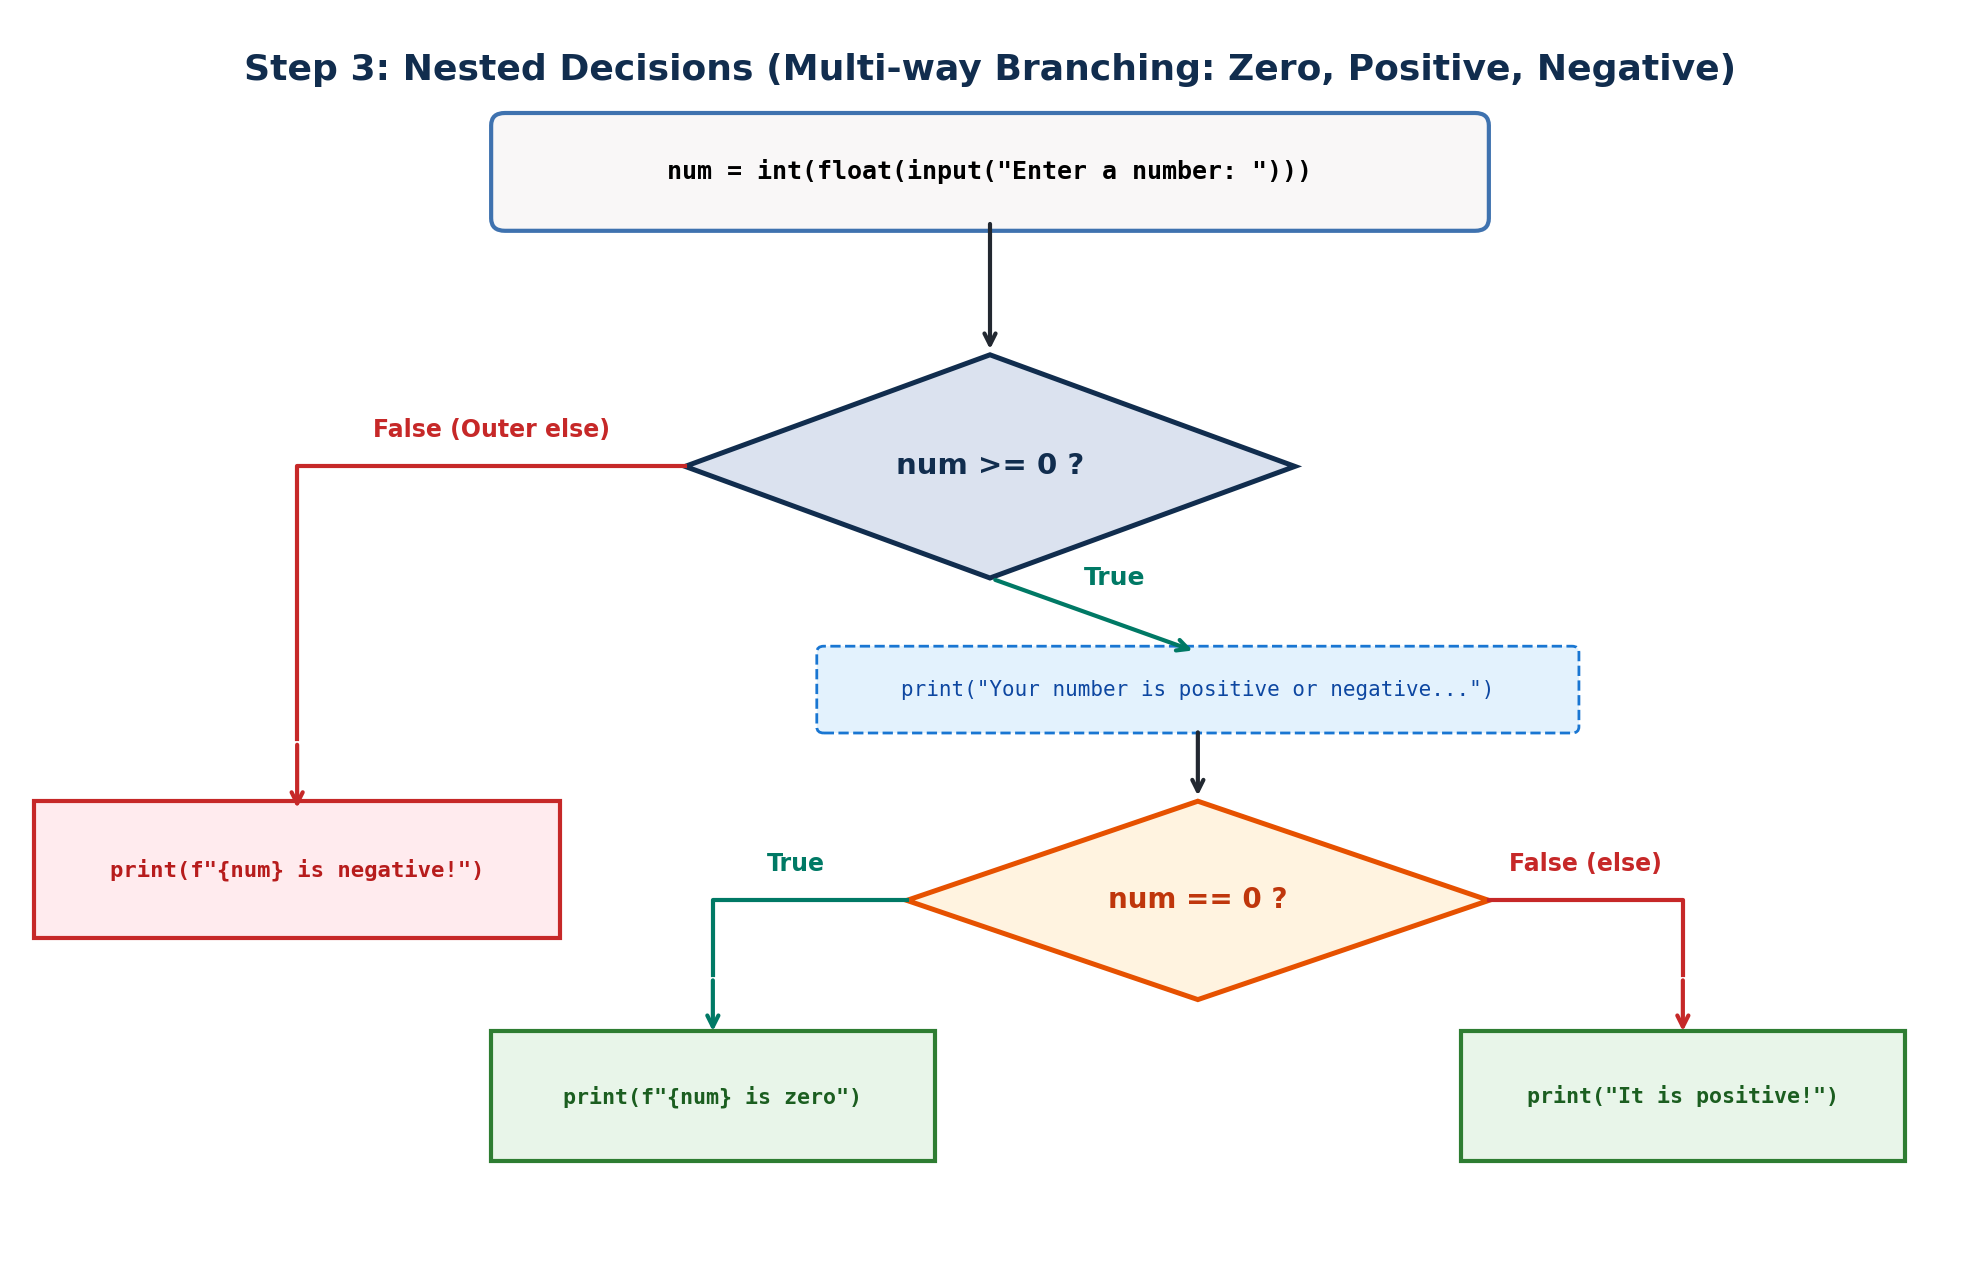 Step 3: Nested Decisions (Multi-way Branching: Zero, Positive, Negative)
num = int(float(input("Enter a number: ")))
False (Outer else)
num >= 0 ?
True
print("Your number is positive or negative...")
print(f"{num} is negative!")
True
num == 0 ?
False (else)
print(f"{num} is zero")
print("It is positive!")